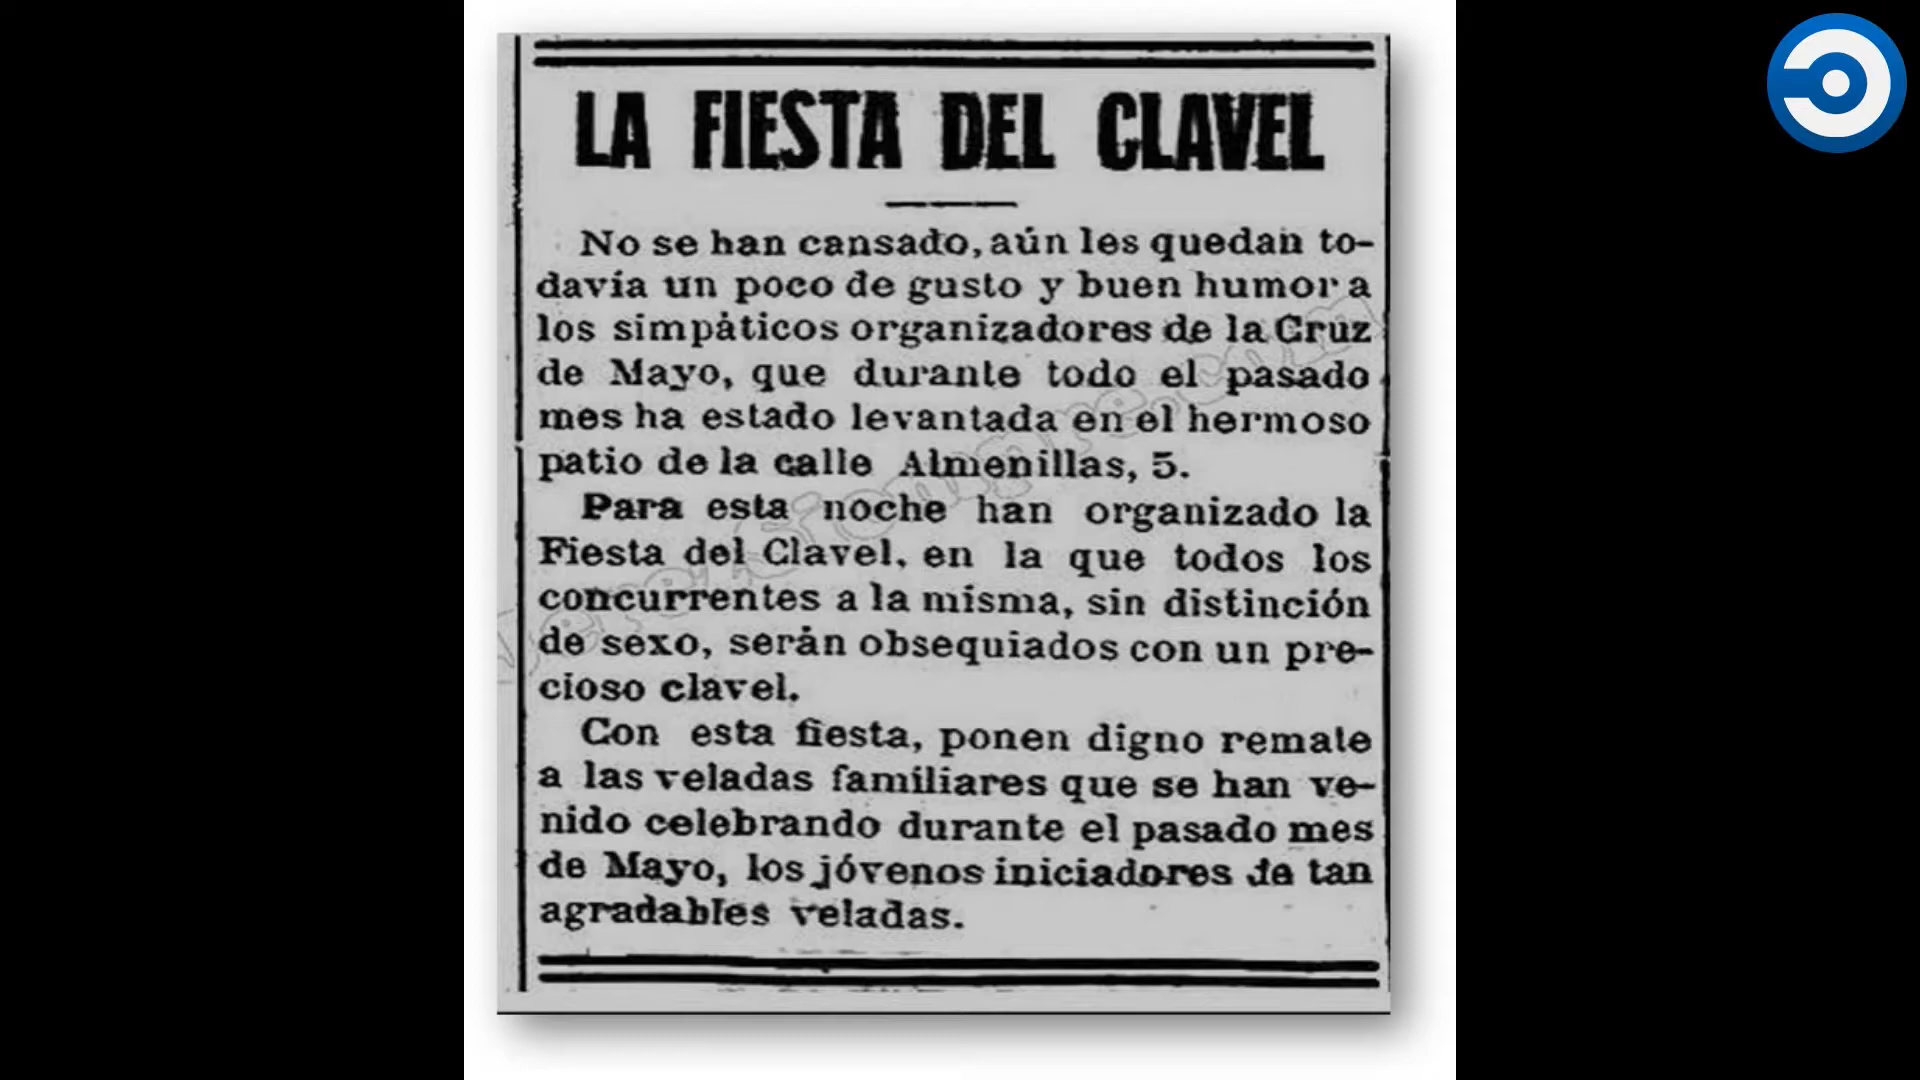 LA FIESTA DEL CLAVEL
No se han cansado, aún les quedan to-
davía un poco de gusto y buen humor a
los simpáticos organizadores de la Cruz
de Mayo, que durante todo el pasado
mes ha estado levantada en el hermoso
patio de la calle Almenillas, 5.
Para esta noche han organizado la
Fiesta del Clavel, en la que todos los
concurrentes a la misma, sin distinción
de sexo, serán obsequiados con un pre-
cioso clavel.
Con esta fiesta, ponen digno remate
a las veladas familiares que se han ve-
nido celebrando durante el pasado mes
de Mayo, los jóvenos iniciadores de tan
agradables veladas.